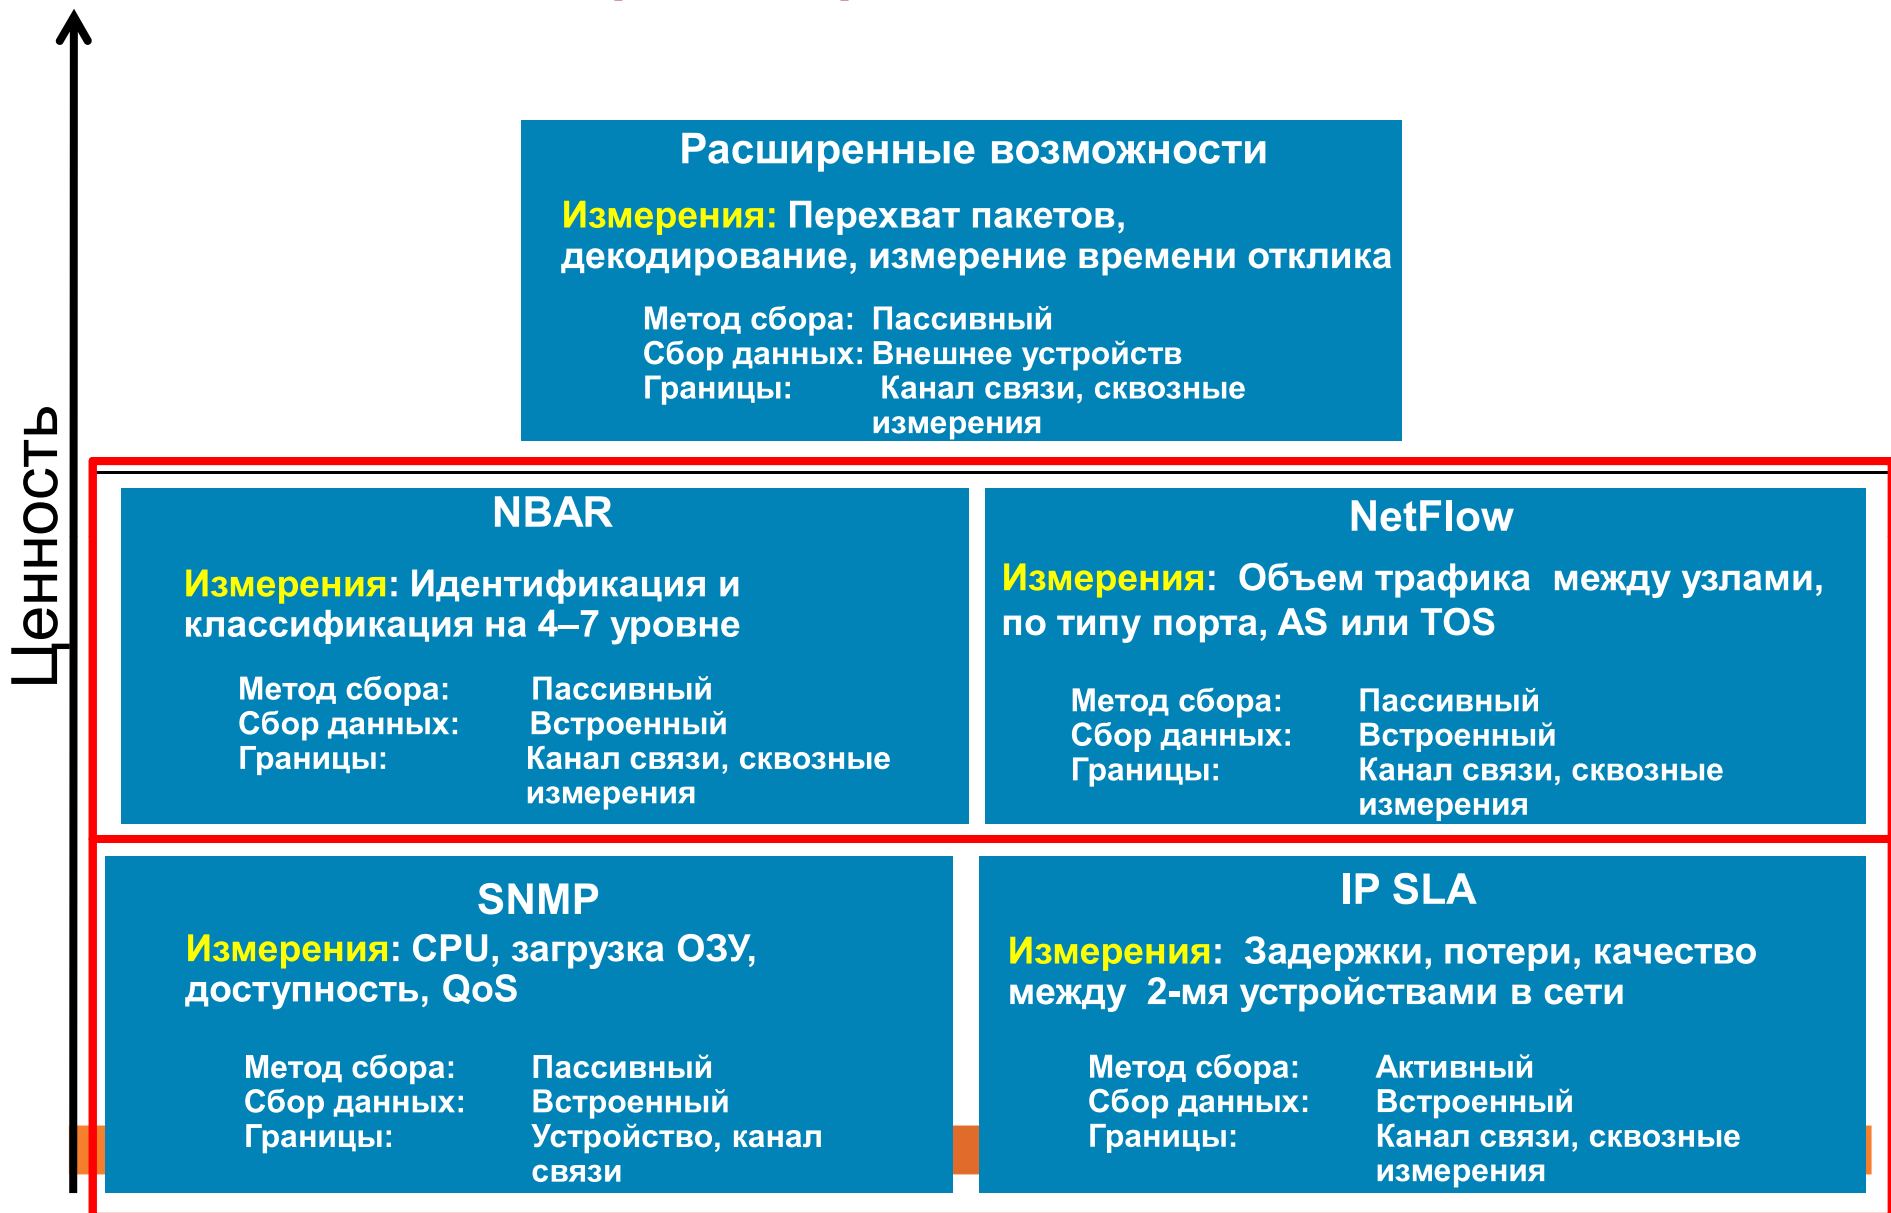 Ценность
Расширенные возможности
Измерения: Перехват пакетов,
декодирование, измерение времени отклика
Метод сбора: Пассивный
Сбор данных: Внешнее устройств
Границы: Канал связи, сквозные
измерения
NBAR
Измерения: Идентификация и
классификация на 4–7 уровне
Метод сбора: Пассивный
Сбор данных: Встроенный
Границы: Канал связи, сквозные
измерения
NetFlow
Измерения: Объем трафика между узлами,
по типу порта, AS или TOS
Метод сбора: Пассивный
Сбор данных: Встроенный
Границы: Канал связи, сквозные
измерения
SNMP
Измерения: CPU, загрузка ОЗУ,
доступность, QoS
Метод сбора: Пассивный
Сбор данных: Встроенный
Границы: Устройство, канал
связи
IP SLA
Измерения: Задержки, потери, качество
между 2-мя устройствами в сети
Метод сбора: Активный
Сбор данных: Встроенный
Границы: Канал связи, сквозные
измерения